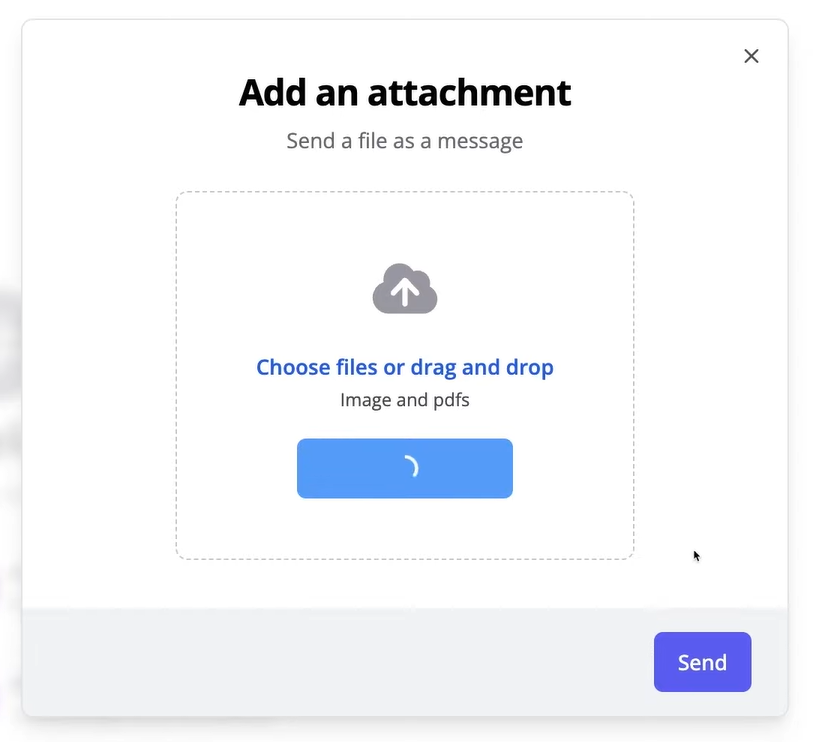 Add an attachment
Send a file as a message
Choose files or drag and drop
Image and pdfs
Send